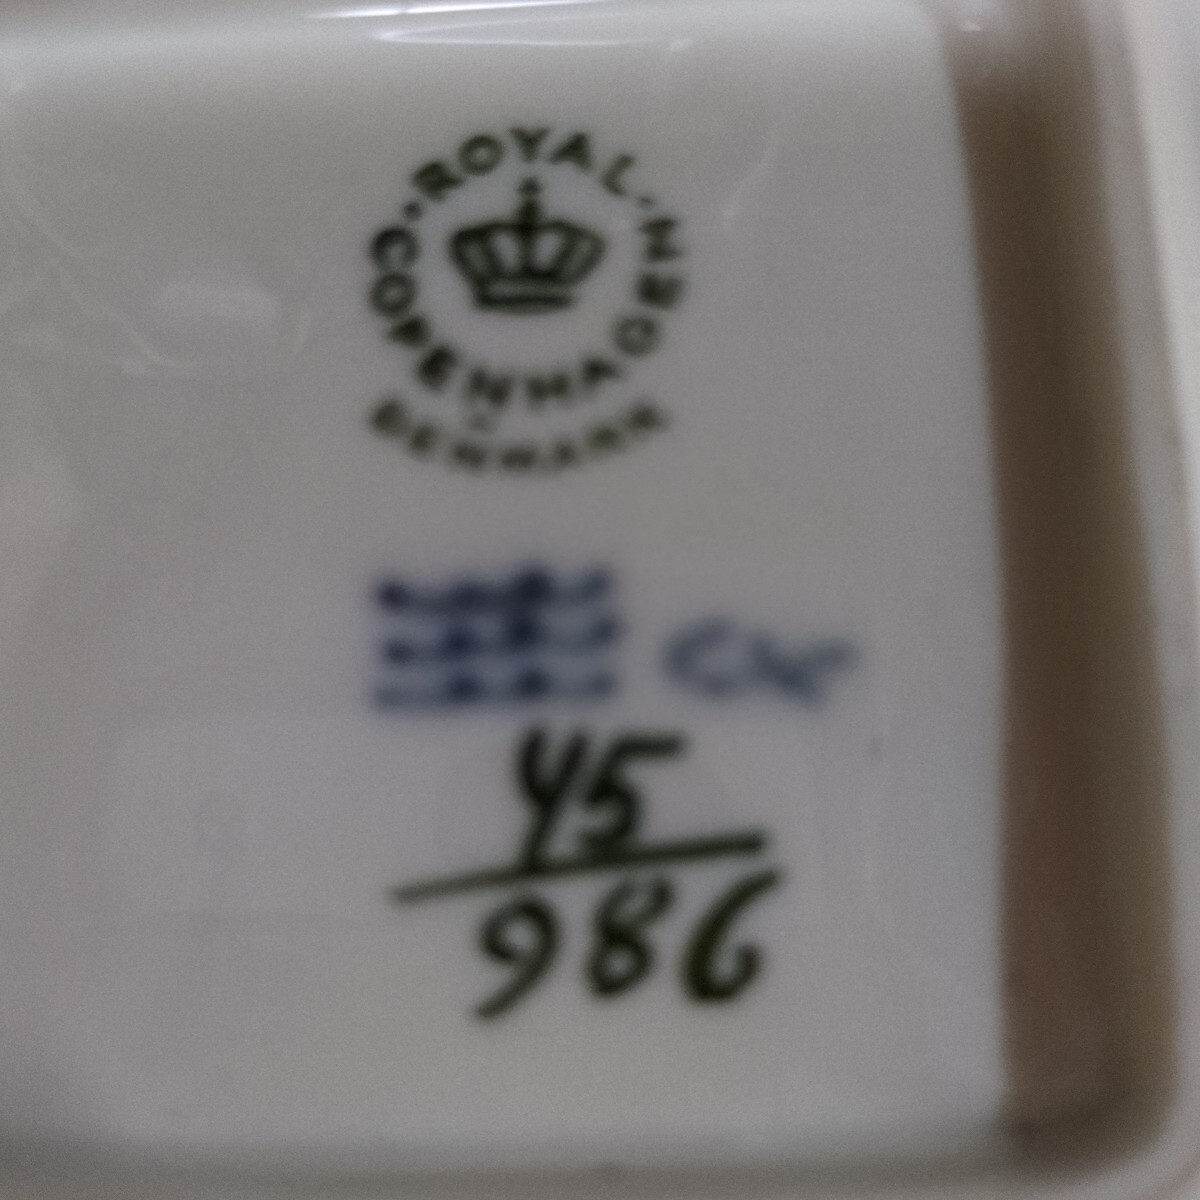 ROYAL
COPENHAGEN
DENMARK
45
986